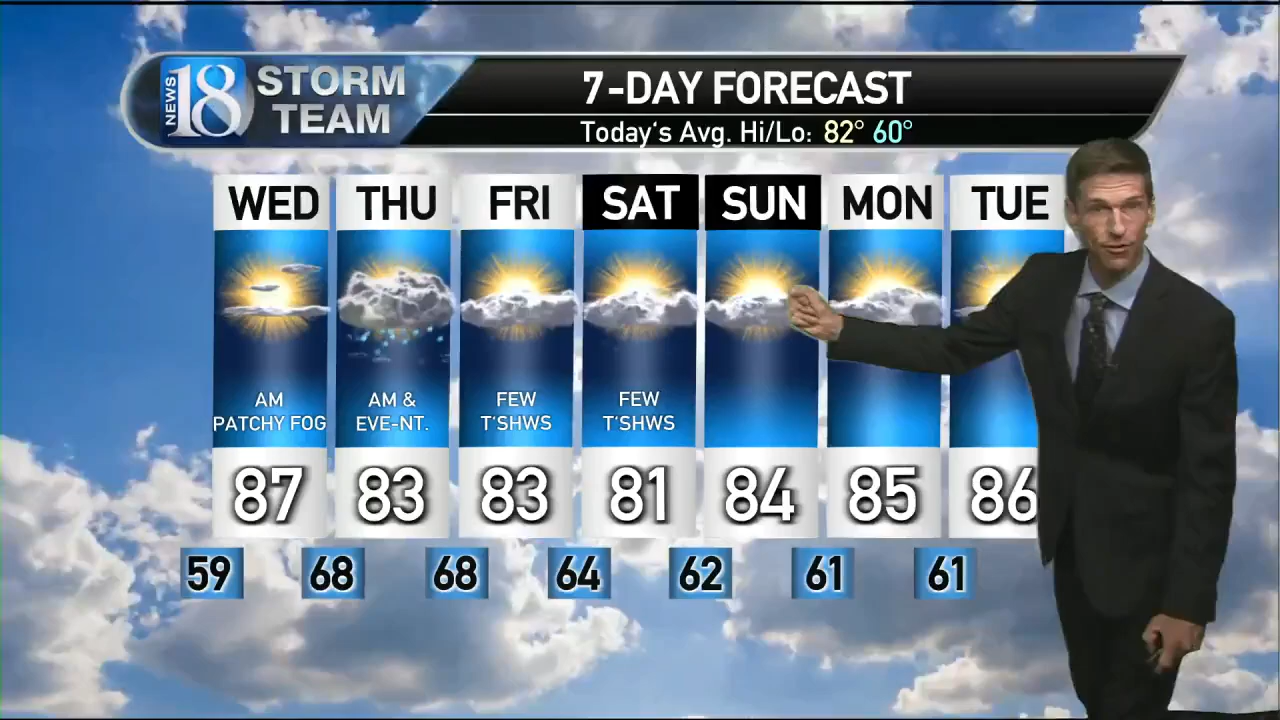 NEWS 18 STORM TEAM
7-DAY FORECAST
Today's Avg. Hi/Lo: 82° 60°
WED THU FRI SAT SUN MON TUE
AM PATCHY FOG
AM & EVE-NT.
FEW T'SHWS
FEW T'SHWS
87 83 83 81 84 85 86
59 68 68 64 62 61 61